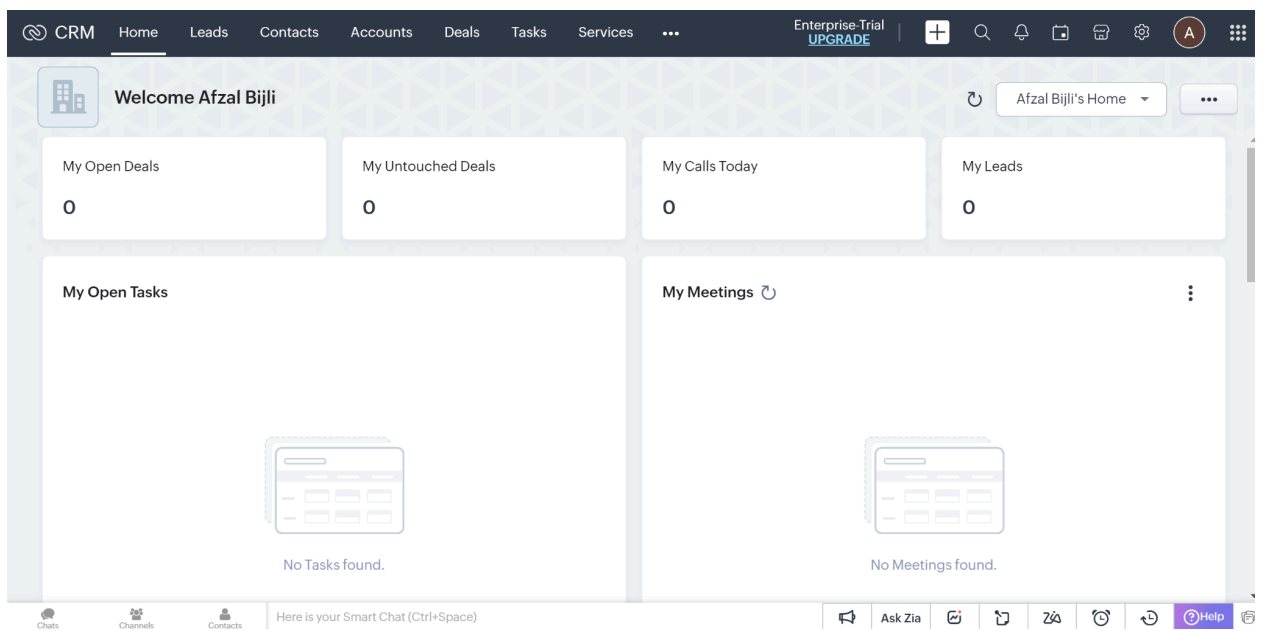 CRM Home Leads Contacts Accounts Deals Tasks Services •••
Enterprise-Trial
UPGRADE
A
Welcome Afzal Bijli
Afzal Bijli's Home
My Open Deals
0
My Untouched Deals
0
My Calls Today
0
My Leads
0
My Open Tasks
No Tasks found.
My Meetings
No Meetings found.
Chats
Channels
Contacts
Here is your Smart Chat (Ctrl+Space)
Ask Zia
?Help